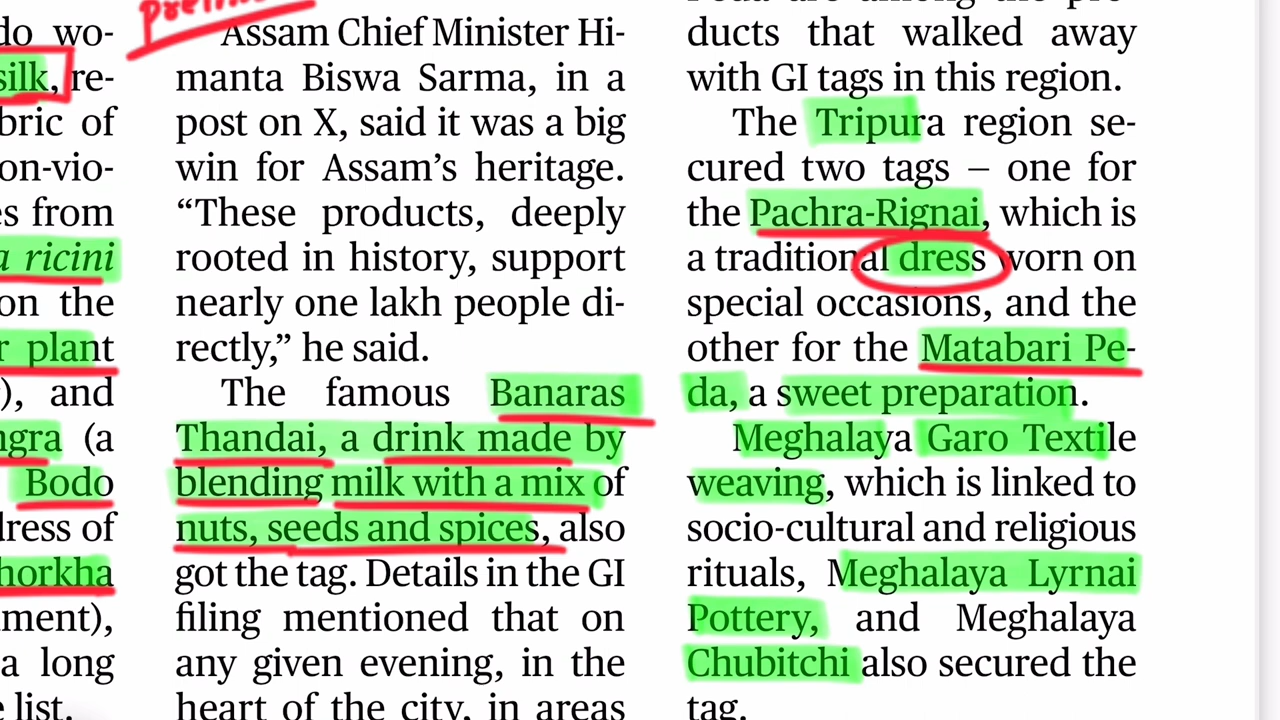 do wo-
silk, re-
bric of
on-vio-
es from
a ricini
on the
r plant
), and
ngra (a
Bodo
dress of
horkha
ment),
a long
e list.
Assam Chief Minister Hi-
manta Biswa Sarma, in a
post on X, said it was a big
win for Assam's heritage.
“These products, deeply
rooted in history, support
nearly one lakh people di-
rectly,” he said.
The famous Banaras
Thandai, a drink made by
blending milk with a mix of
nuts, seeds and spices, also
got the tag. Details in the GI
filing mentioned that on
any given evening, in the
heart of the city, in areas
ducts that walked away
with GI tags in this region.
The Tripura region se-
cured two tags – one for
the Pachra-Rignai, which is
a traditional dress worn on
special occasions, and the
other for the Matabari Pe-
da, a sweet preparation.
Meghalaya Garo Textile
weaving, which is linked to
socio-cultural and religious
rituals, Meghalaya Lyrnai
Pottery, and Meghalaya
Chubitchi also secured the
tag.